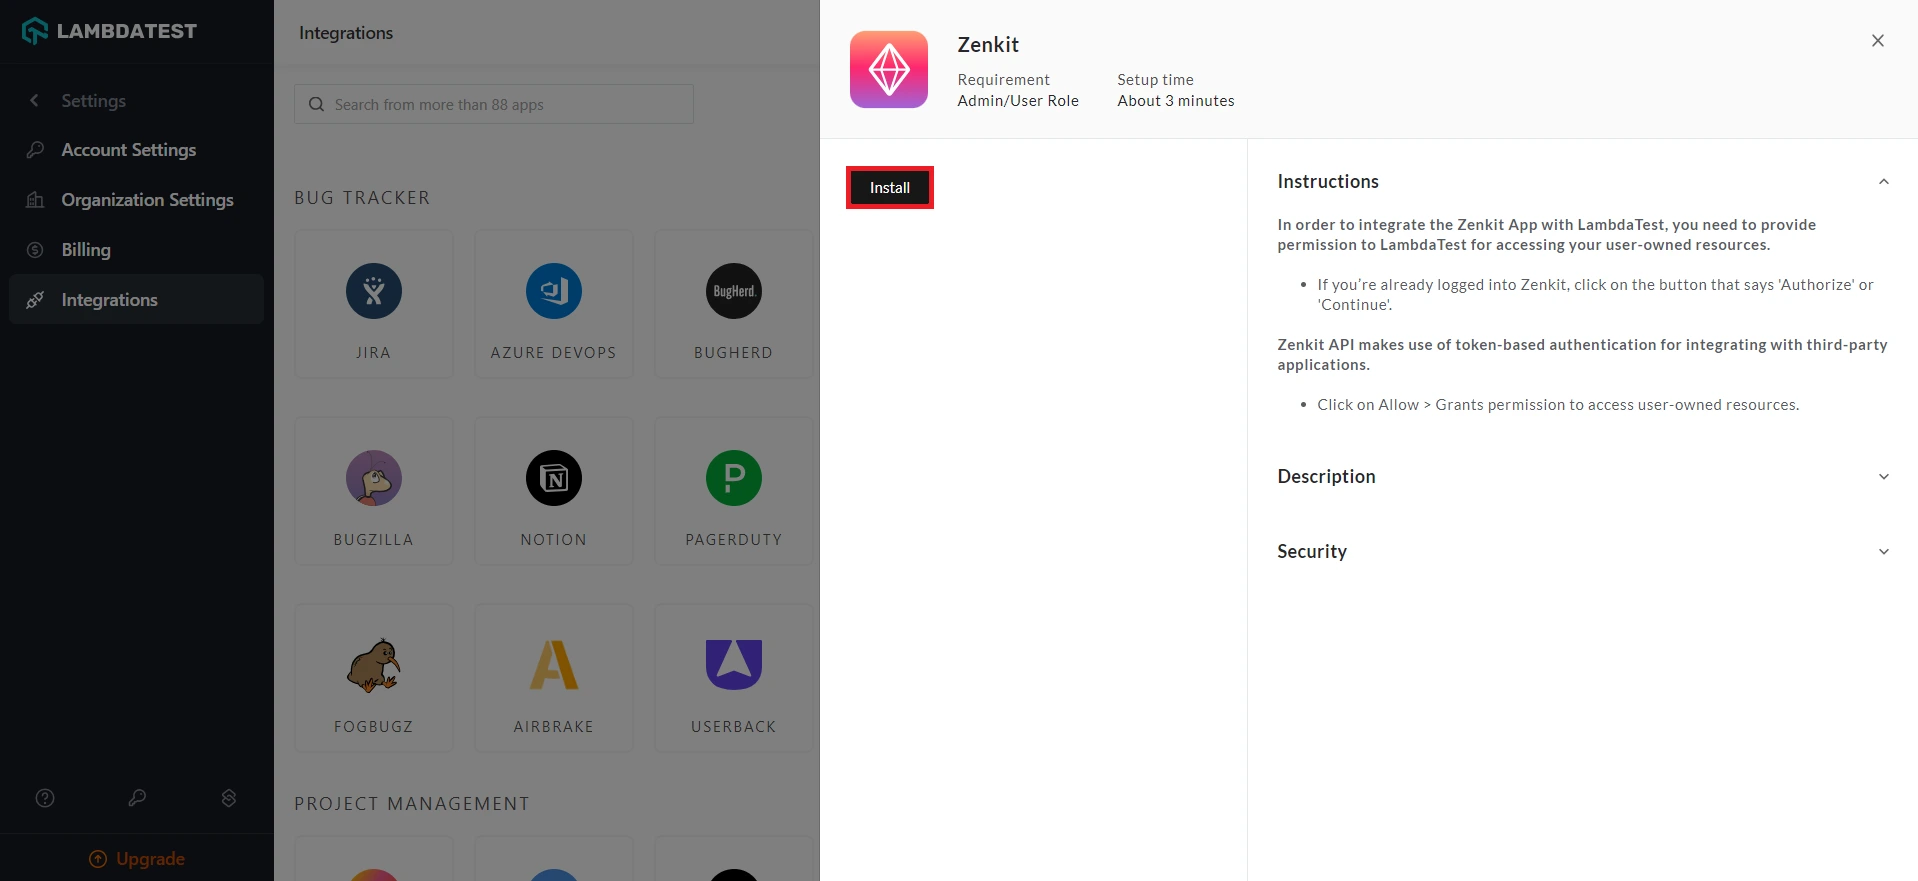 LAMBDATEST
Settings
Account Settings
Organization Settings
Billing
Integrations
Upgrade
Integrations
Search from more than 88 apps
BUG TRACKER
JIRA
AZURE DEVOPS
BugHerd.
BUGHERD
BUGZILLA
N
NOTION
P
PAGERDUTY
FOGBUGZ
AIRBRAKE
USERBACK
PROJECT MANAGEMENT
Zenkit
Requirement
Admin/User Role
Setup time
About 3 minutes
Install
Instructions
In order to integrate the Zenkit App with LambdaTest, you need to provide
permission to LambdaTest for accessing your user-owned resources.
• If you’re already logged into Zenkit, click on the button that says 'Authorize' or
'Continue'.
Zenkit API makes use of token-based authentication for integrating with third-party
applications.
• Click on Allow > Grants permission to access user-owned resources.
Description
Security